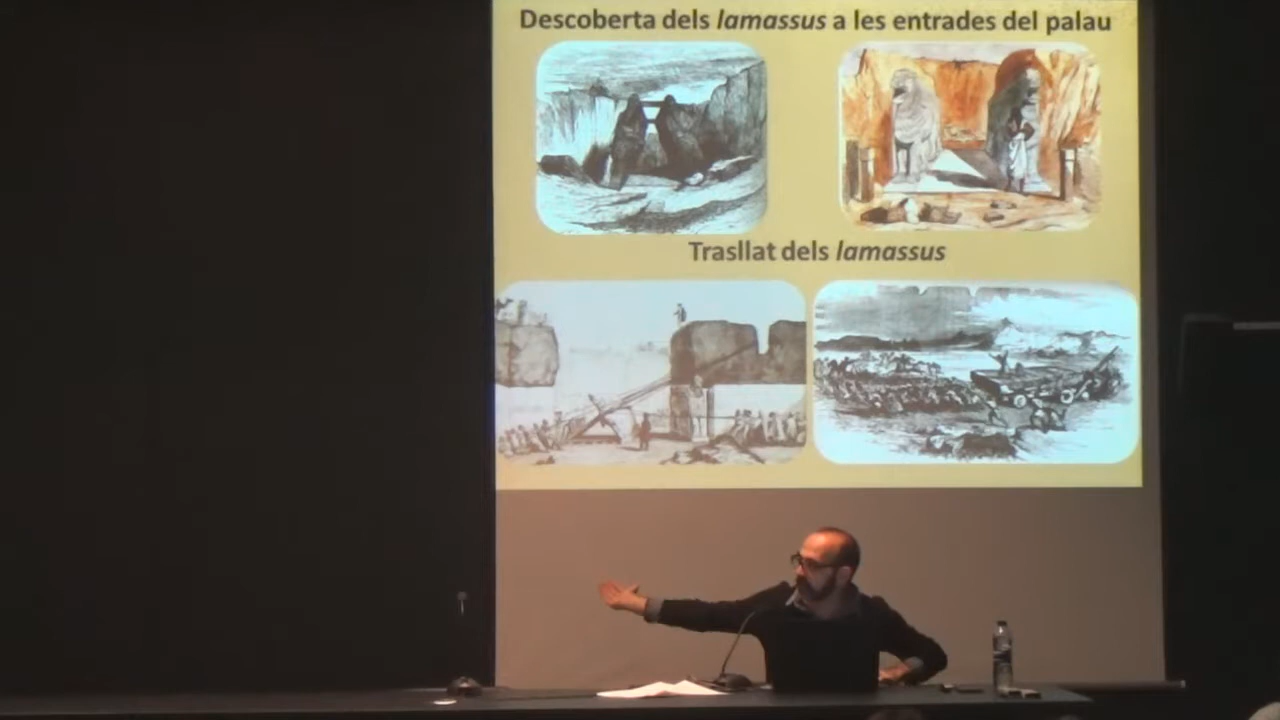 Descoberta dels lamassus a les entrades del palau
Trasllat dels lamassus